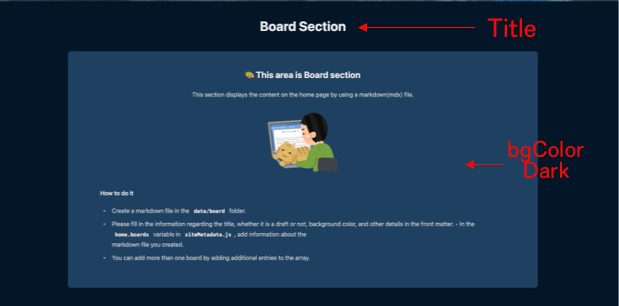 Board Section
Title
This area is Board section
This section displays the content on the home page by using a markdown(mdx) file.
bgColor
Dark
How to do it
Create a markdown file in the data/board folder.
Please fill in the information regarding the title, whether it is a draft or not, background color, and other details in the front matter. - In the
home.boards variable in siteMetadata.js , add information about the
markdown file you created.
You can add more than one board by adding additional entries to the array.